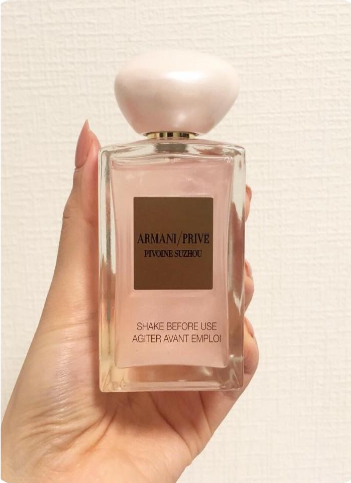 ARMANI/PRIVE
PIVOINE SUZHOU
SHAKE BEFORE USE
AGITER AVANT EMPLOI